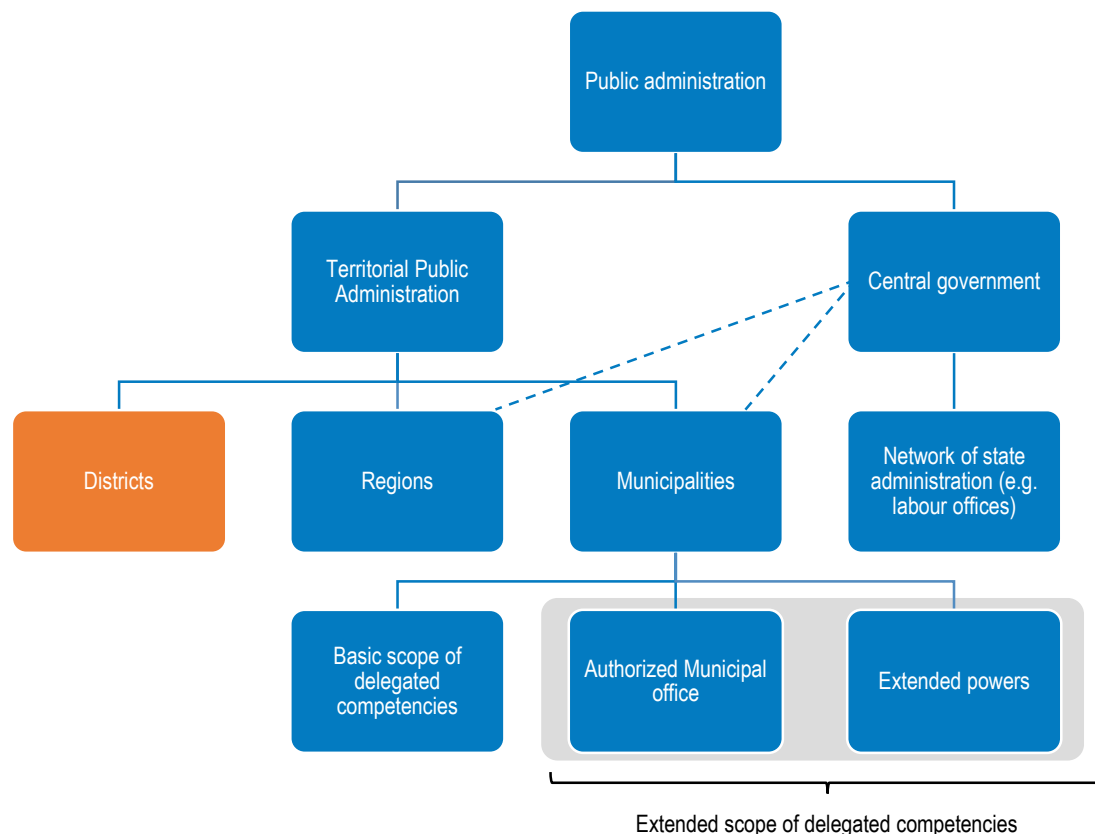 Public administration
Territorial Public
Administration
Central government
Districts
Regions
Municipalities
Network of state
administration (e.g.
labour offices)
Basic scope of
delegated
competencies
Authorized Municipal
office
Extended powers
Extended scope of delegated competencies